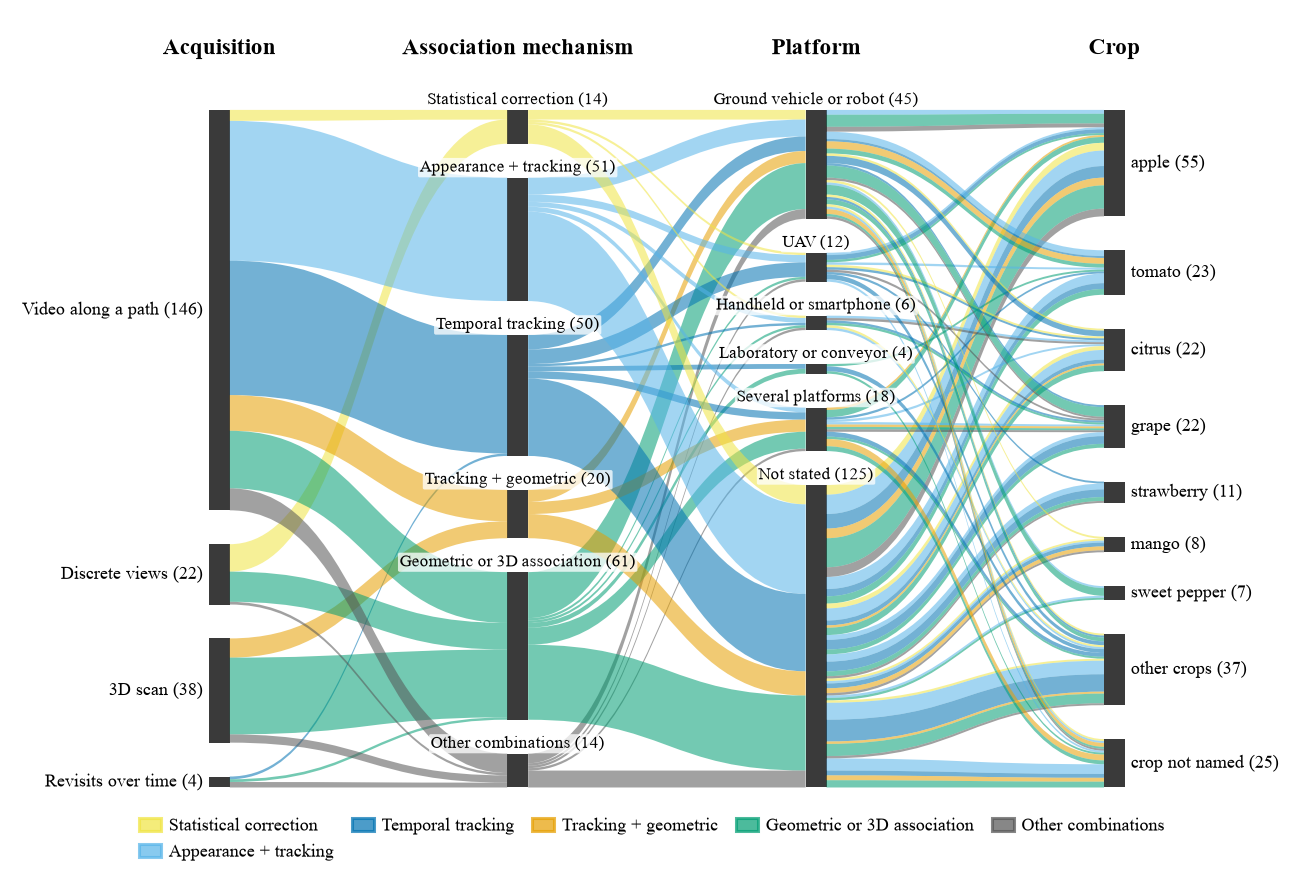 Acquisition
Association mechanism
Platform
Crop
Statistical correction (14)
Ground vehicle or robot (45)
Appearance + tracking (51)
apple (55)
UAV (12)
tomato (23)
Video along a path (146)
Handheld or smartphone (6)
Temporal tracking (50)
Laboratory or conveyor (4)
citrus (22)
Several platforms (18)
grape (22)
Tracking + geometric (20)
Not stated (125)
strawberry (11)
mango (8)
Geometric or 3D association (61)
Discrete views (22)
sweet pepper (7)
other crops (37)
3D scan (38)
Other combinations (14)
crop not named (25)
Revisits over time (4)
Statistical correction
Temporal tracking
Tracking + geometric
Geometric or 3D association
Other combinations
Appearance + tracking